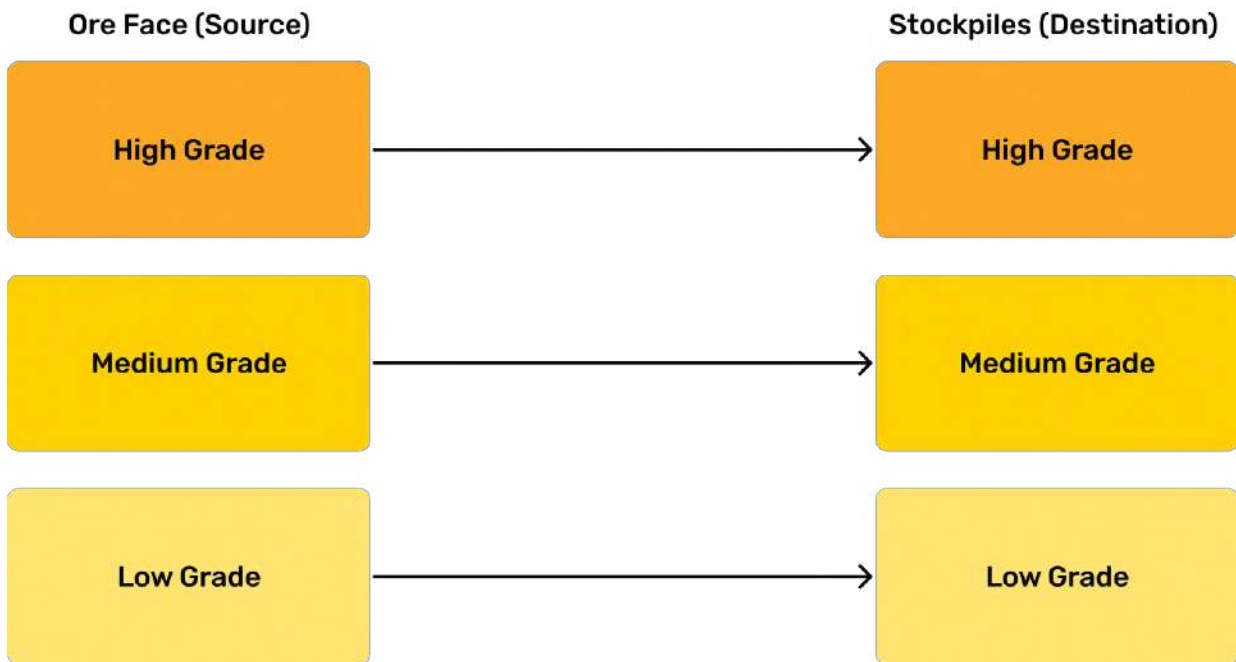 Ore Face (Source)
Stockpiles (Destination)
High Grade
High Grade
Medium Grade
Medium Grade
Low Grade
Low Grade